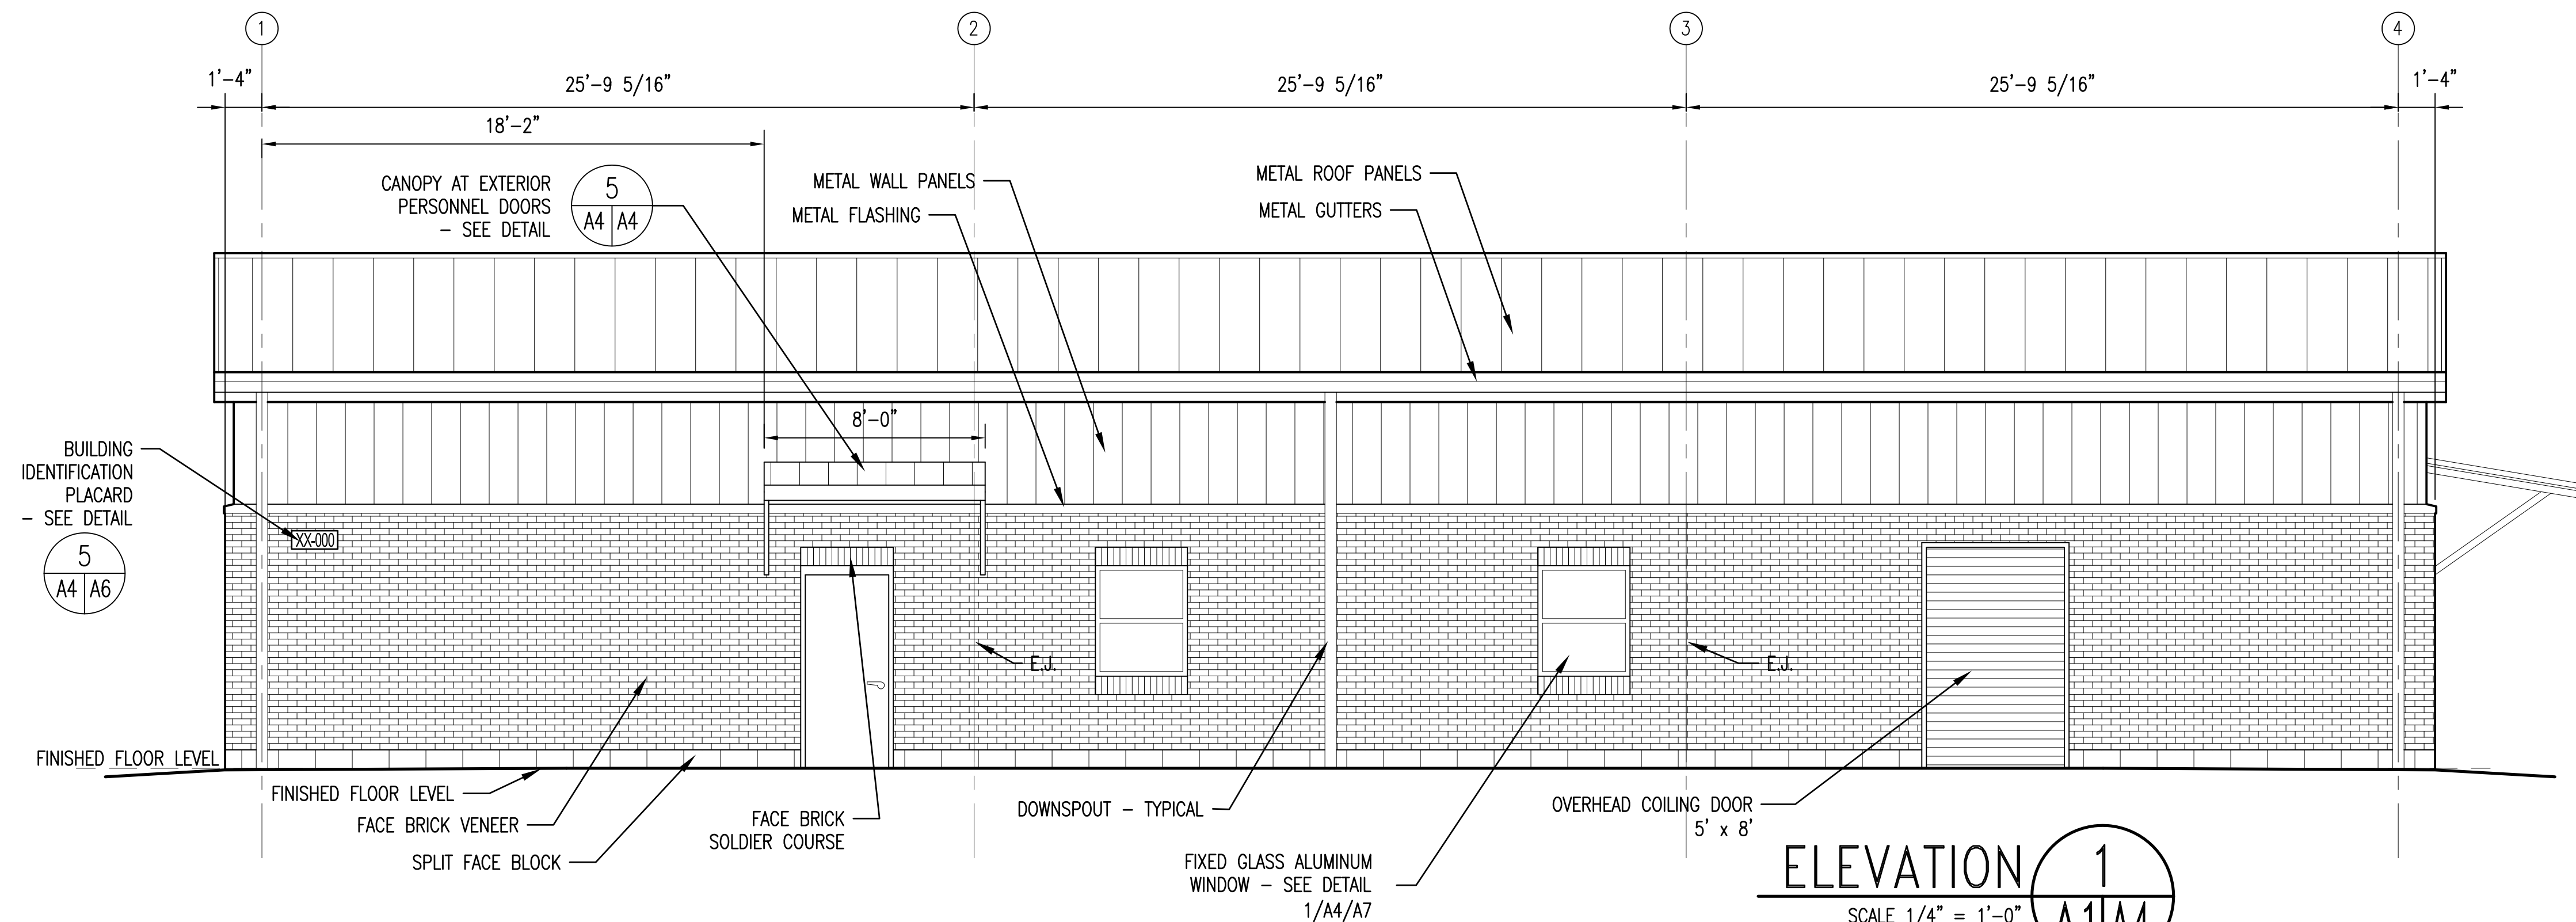 1
2
3
4
1'-4"
25'-9 5/16"
25'-9 5/16"
25'-9 5/16"
1'-4"
18'-2"
CANOPY AT EXTERIOR
PERSONNEL DOORS
- SEE DETAIL
5
A4 A4
METAL WALL PANELS
METAL FLASHING
METAL ROOF PANELS
METAL GUTTERS
8'-0"
BUILDING
IDENTIFICATION
PLACARD
- SEE DETAIL
5
A4 A6
XX-000
E.J.
E.J.
FINISHED FLOOR LEVEL
FINISHED FLOOR LEVEL
FACE BRICK VENEER
SPLIT FACE BLOCK
FACE BRICK
SOLDIER COURSE
DOWNSPOUT - TYPICAL
FIXED GLASS ALUMINUM
WINDOW - SEE DETAIL
1/A4/A7
OVERHEAD COILING DOOR
5' x 8'
ELEVATION
1
A1 A4
SCALE 1/4" = 1'-0"